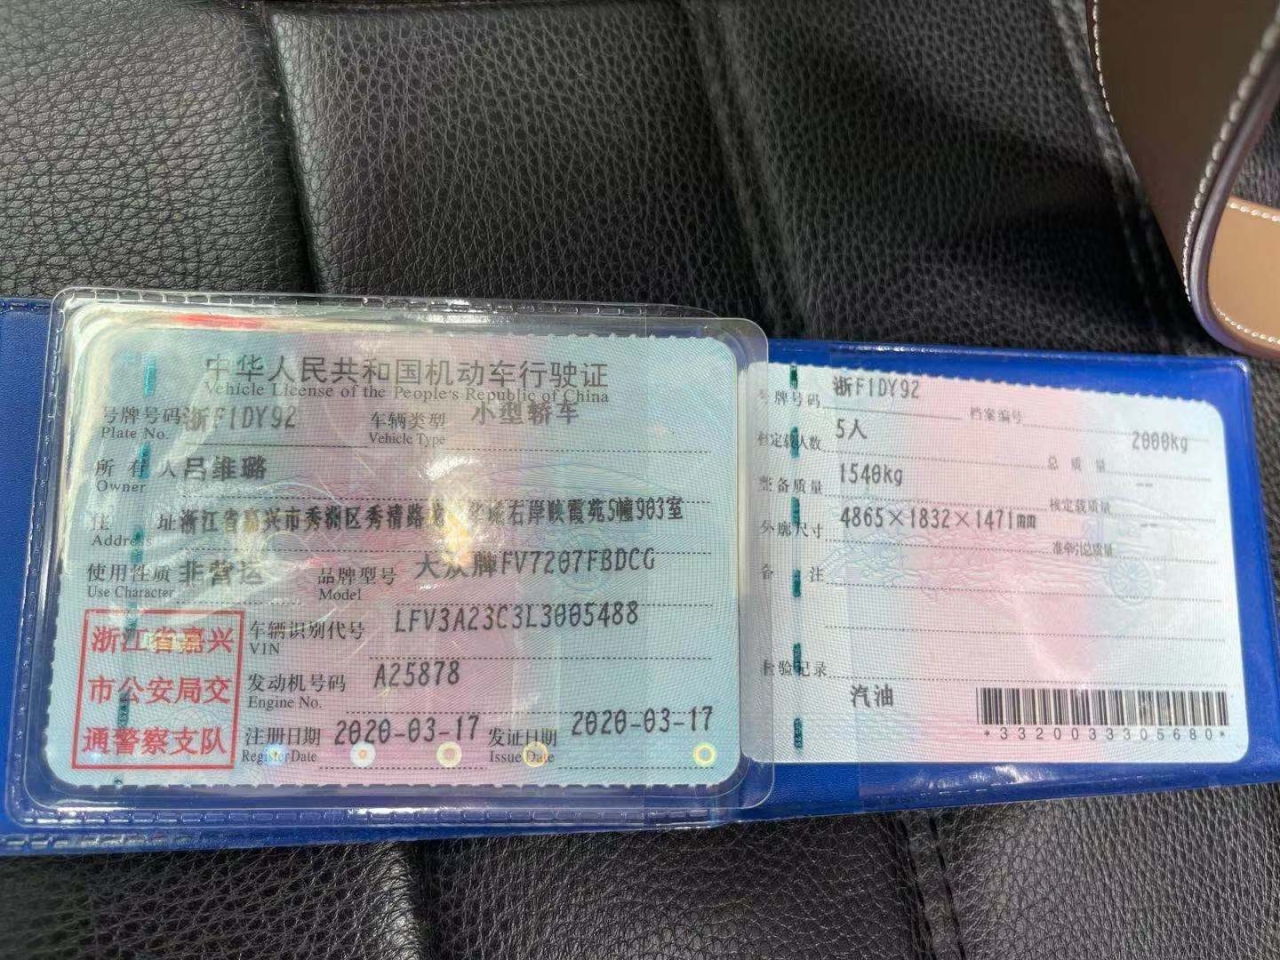 中华人民共和国机动车行驶证
Vehicle License of the People's Republic of China
号牌号码 浙F1DY92 车辆类型 小型轿车
Plate No. Vehicle Type
所有人 吕维璐
Owner
住址 浙江省嘉兴市秀洲区秀清路 右岸映霞苑5幢903室
Address
使用性质 非营运 品牌型号 大众牌FV7207FBDCG
Use Character Model
浙江省嘉兴
市公安局交
通警察支队
车辆识别代号 LFV3A23C3L3005488
VIN
发动机号码 A25878
Engine No.
注册日期 2020-03-17 发证日期 2020-03-17
Register Date Issue Date
号牌号码 浙F1DY92 档案编号
核定载人数 5人 总质量 2000kg
整备质量 1540kg 核定载质量 --
外廓尺寸 4865×1832×1471mm 准牵引总质量 --
备注
检验记录
汽油
*3320033305680*